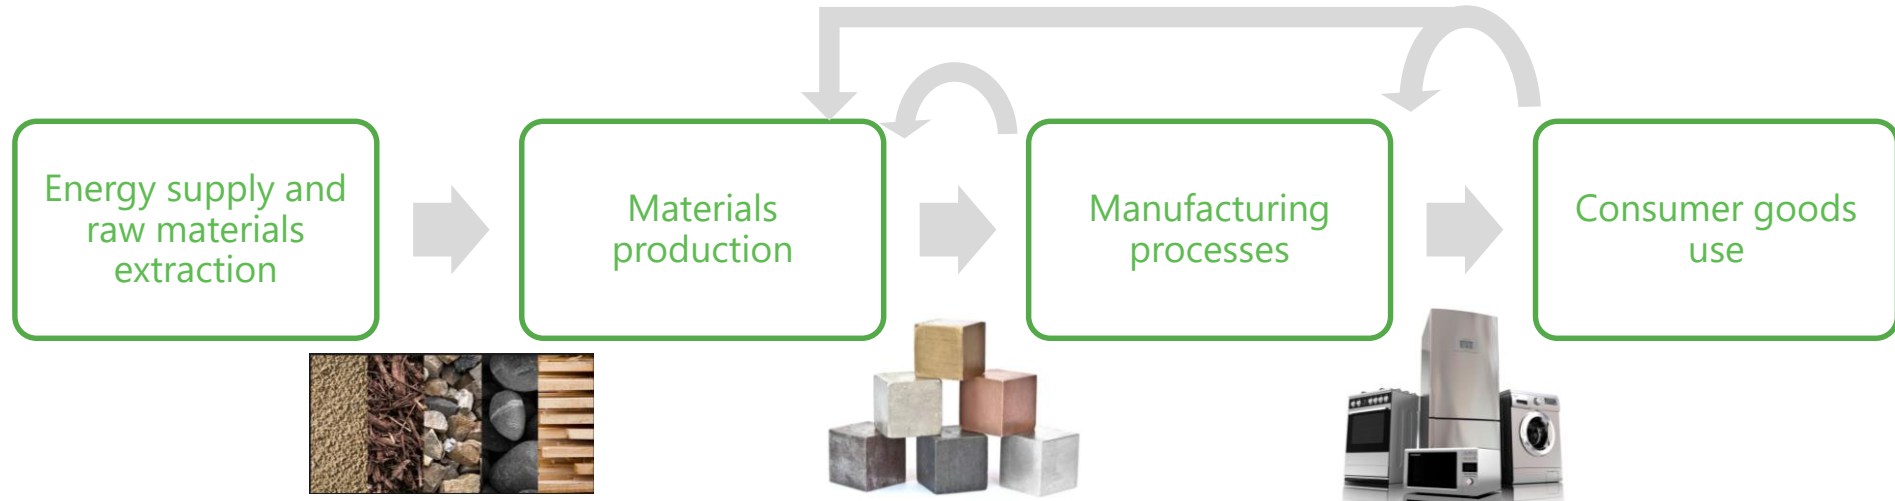 Energy supply and
raw materials
extraction
Materials
production
Manufacturing
processes
Consumer goods
use